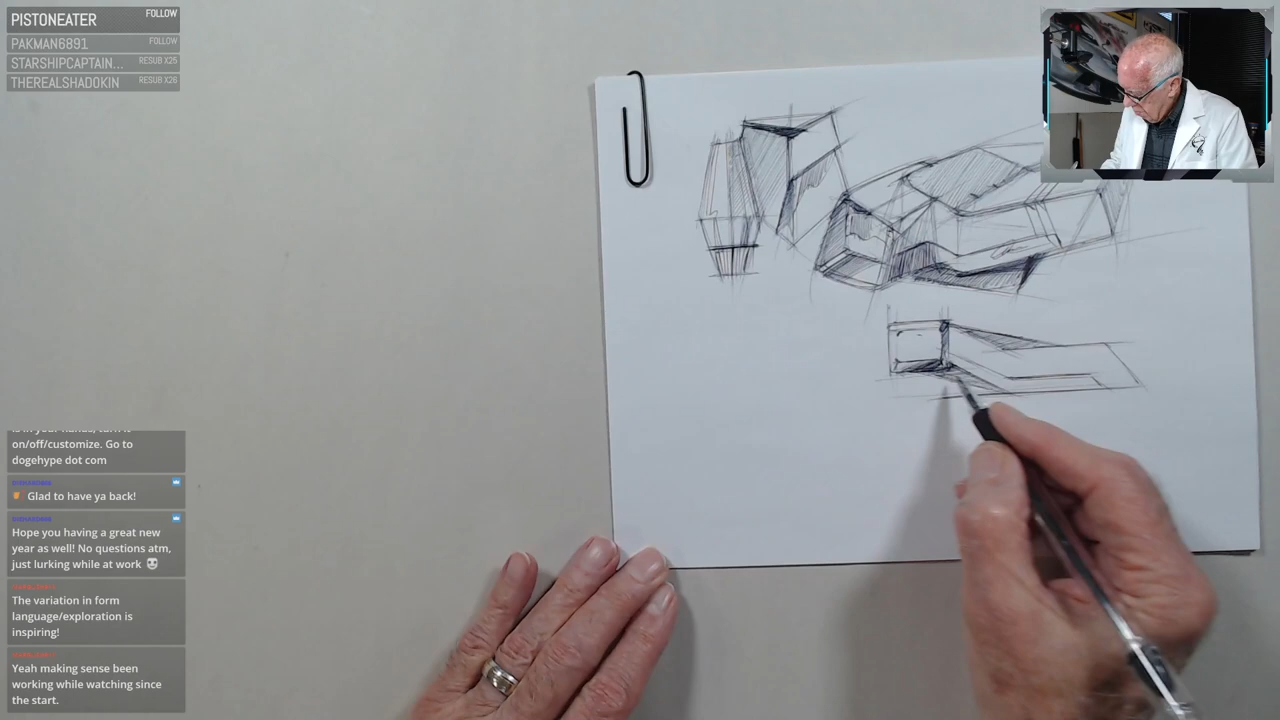 PISTONEATER FOLLOW
PAKMAN6891 FOLLOW
STARSHIPCAPTAIN... RESUB X25
THEREALSHADOKIN RESUB X26
on/off/customize. Go to
dogehype dot com
Glad to have ya back!
Hope you having a great new
year as well! No questions atm,
just lurking while at work
The variation in form
language/exploration is
inspiring!
Yeah making sense been
working while watching since
the start.